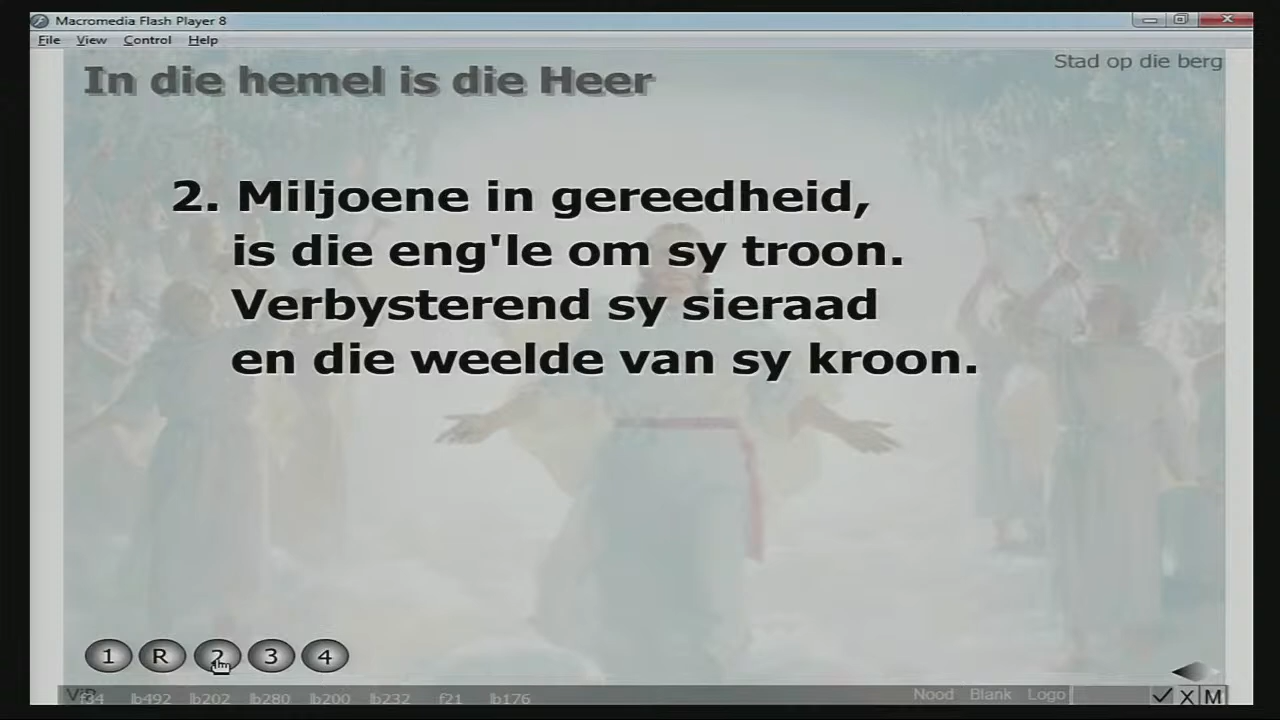 Macromedia Flash Player 8
File View Control Help
In die hemel is die Heer
Stad op die berg
2. Miljoene in gereedheid,
is die eng'le om sy troon.
Verbysterend sy sieraad
en die weelde van sy kroon.
1 R 2 3 4
f34 lb492 lb202 lb280 lb200 lb232 f21 lb176
Nood Blank Logo
X M